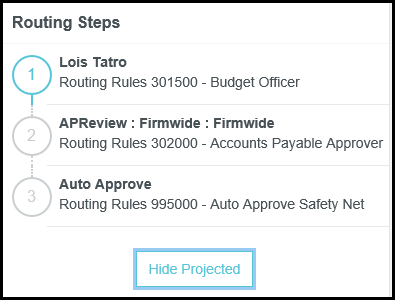 Routing Steps
1
Lois Tatro
Routing Rules 301500 - Budget Officer
2
APReview : Firmwide : Firmwide
Routing Rules 302000 - Accounts Payable Approver
3
Auto Approve
Routing Rules 995000 - Auto Approve Safety Net
Hide Projected